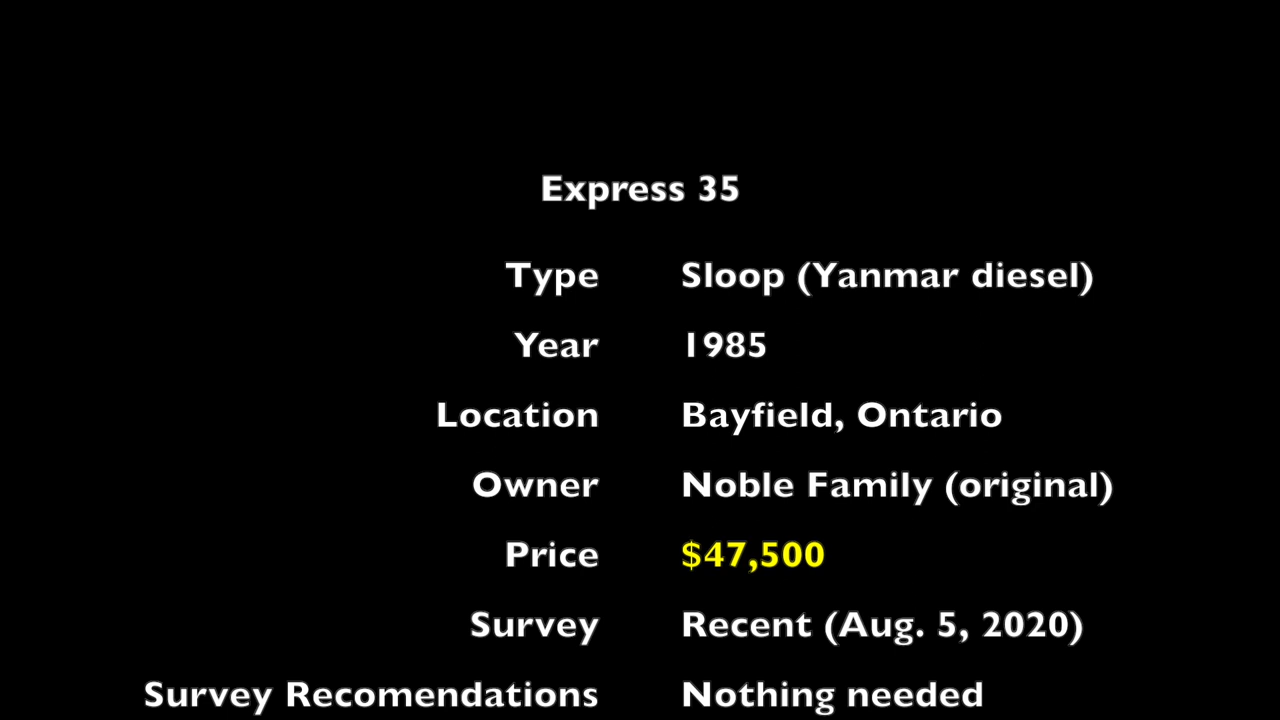 Express 35
Type Sloop (Yanmar diesel)
Year 1985
Location Bayfield, Ontario
Owner Noble Family (original)
Price $47,500
Survey Recent (Aug. 5, 2020)
Survey Recomendations Nothing needed